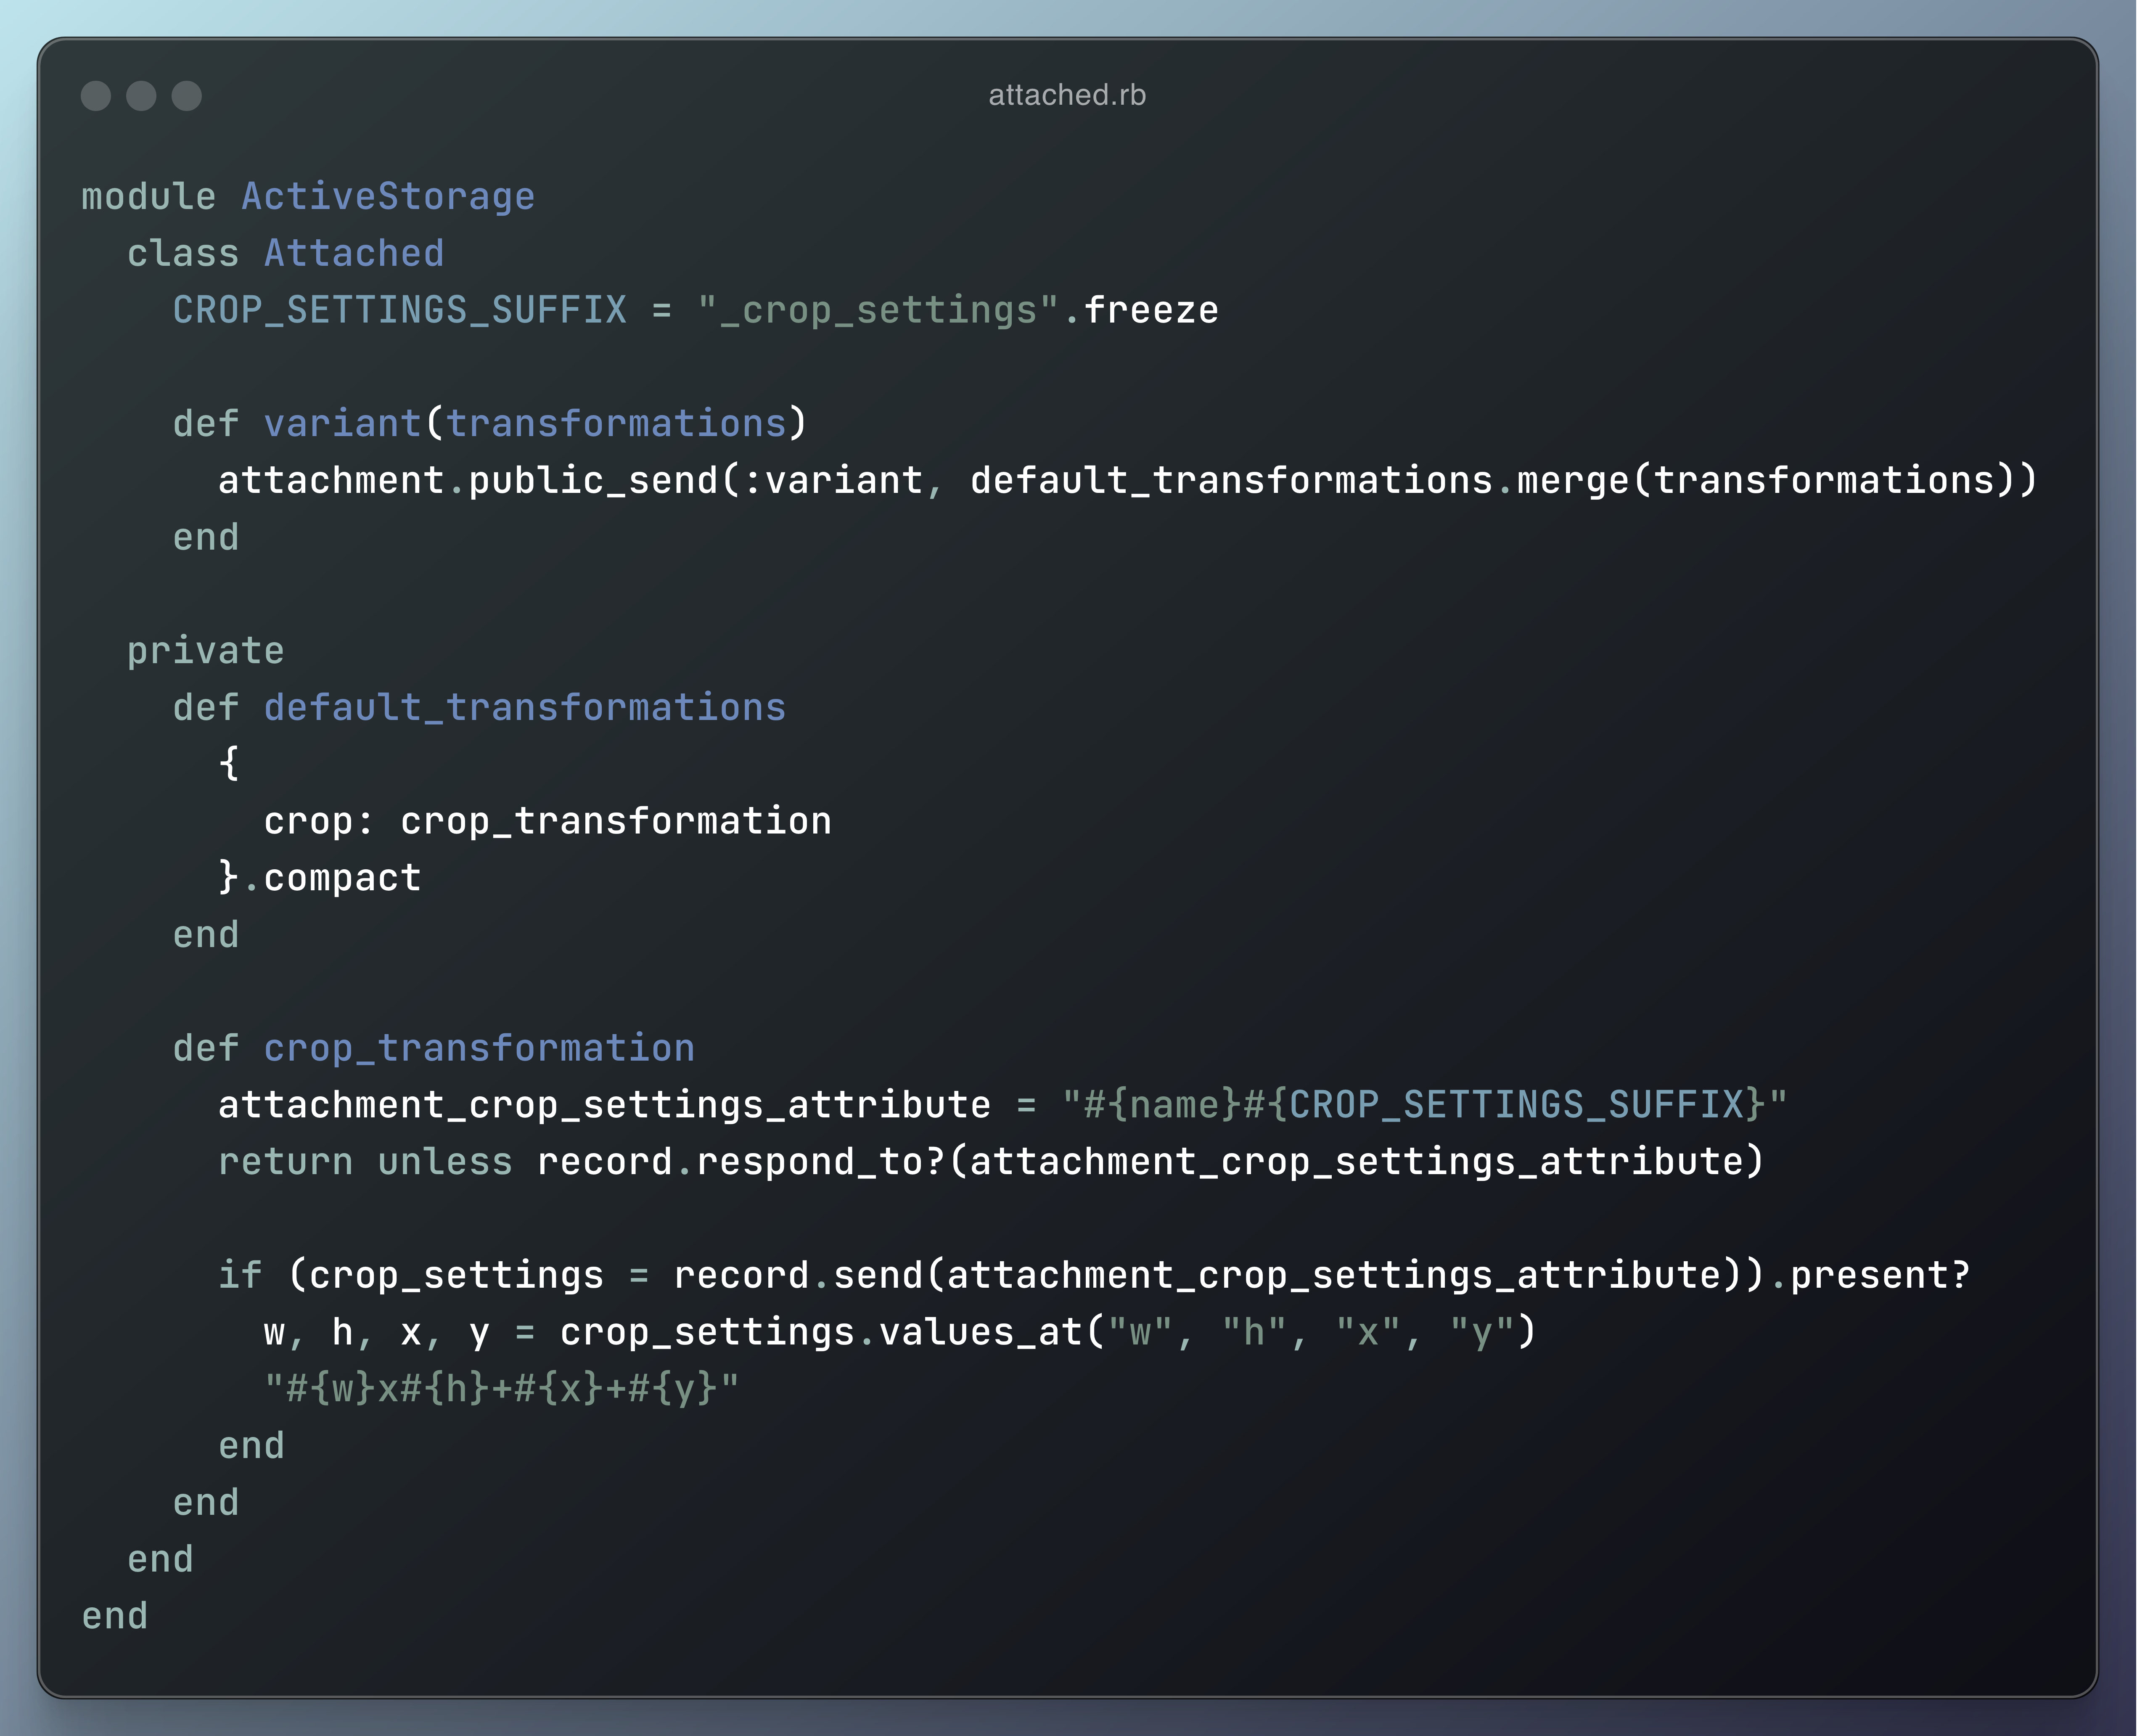 attached.rb
module ActiveStorage
  class Attached
    CROP_SETTINGS_SUFFIX = "_crop_settings".freeze

    def variant(transformations)
      attachment.public_send(:variant, default_transformations.merge(transformations))
    end

  private
    def default_transformations
      {
        crop: crop_transformation
      }.compact
    end

    def crop_transformation
      attachment_crop_settings_attribute = "#{name}#{CROP_SETTINGS_SUFFIX}"
      return unless record.respond_to?(attachment_crop_settings_attribute)

      if (crop_settings = record.send(attachment_crop_settings_attribute)).present?
        w, h, x, y = crop_settings.values_at("w", "h", "x", "y")
        "#{w}x#{h}+#{x}+#{y}"
      end
    end
  end
end